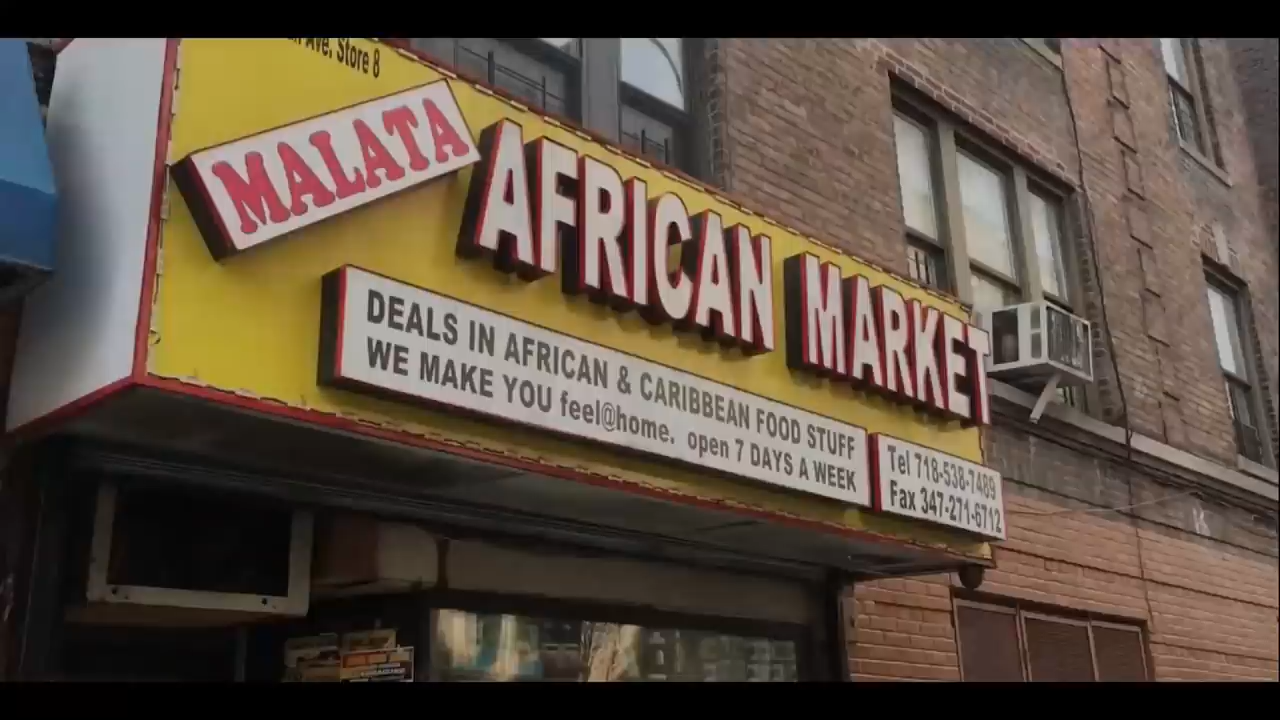 Ave. Store 8
MALATA
AFRICAN MARKET
DEALS IN AFRICAN & CARIBBEAN FOOD STUFF
WE MAKE YOU feel@home. open 7 DAYS A WEEK
Tel 718-538-7489
Fax 347-271-6712